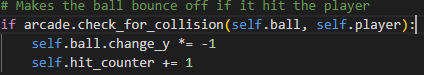 # Makes the ball bounce off if it hit the player
if arcade.check_for_collision(self.ball, self.player):
    self.ball.change_y *= -1
    self.hit_counter += 1